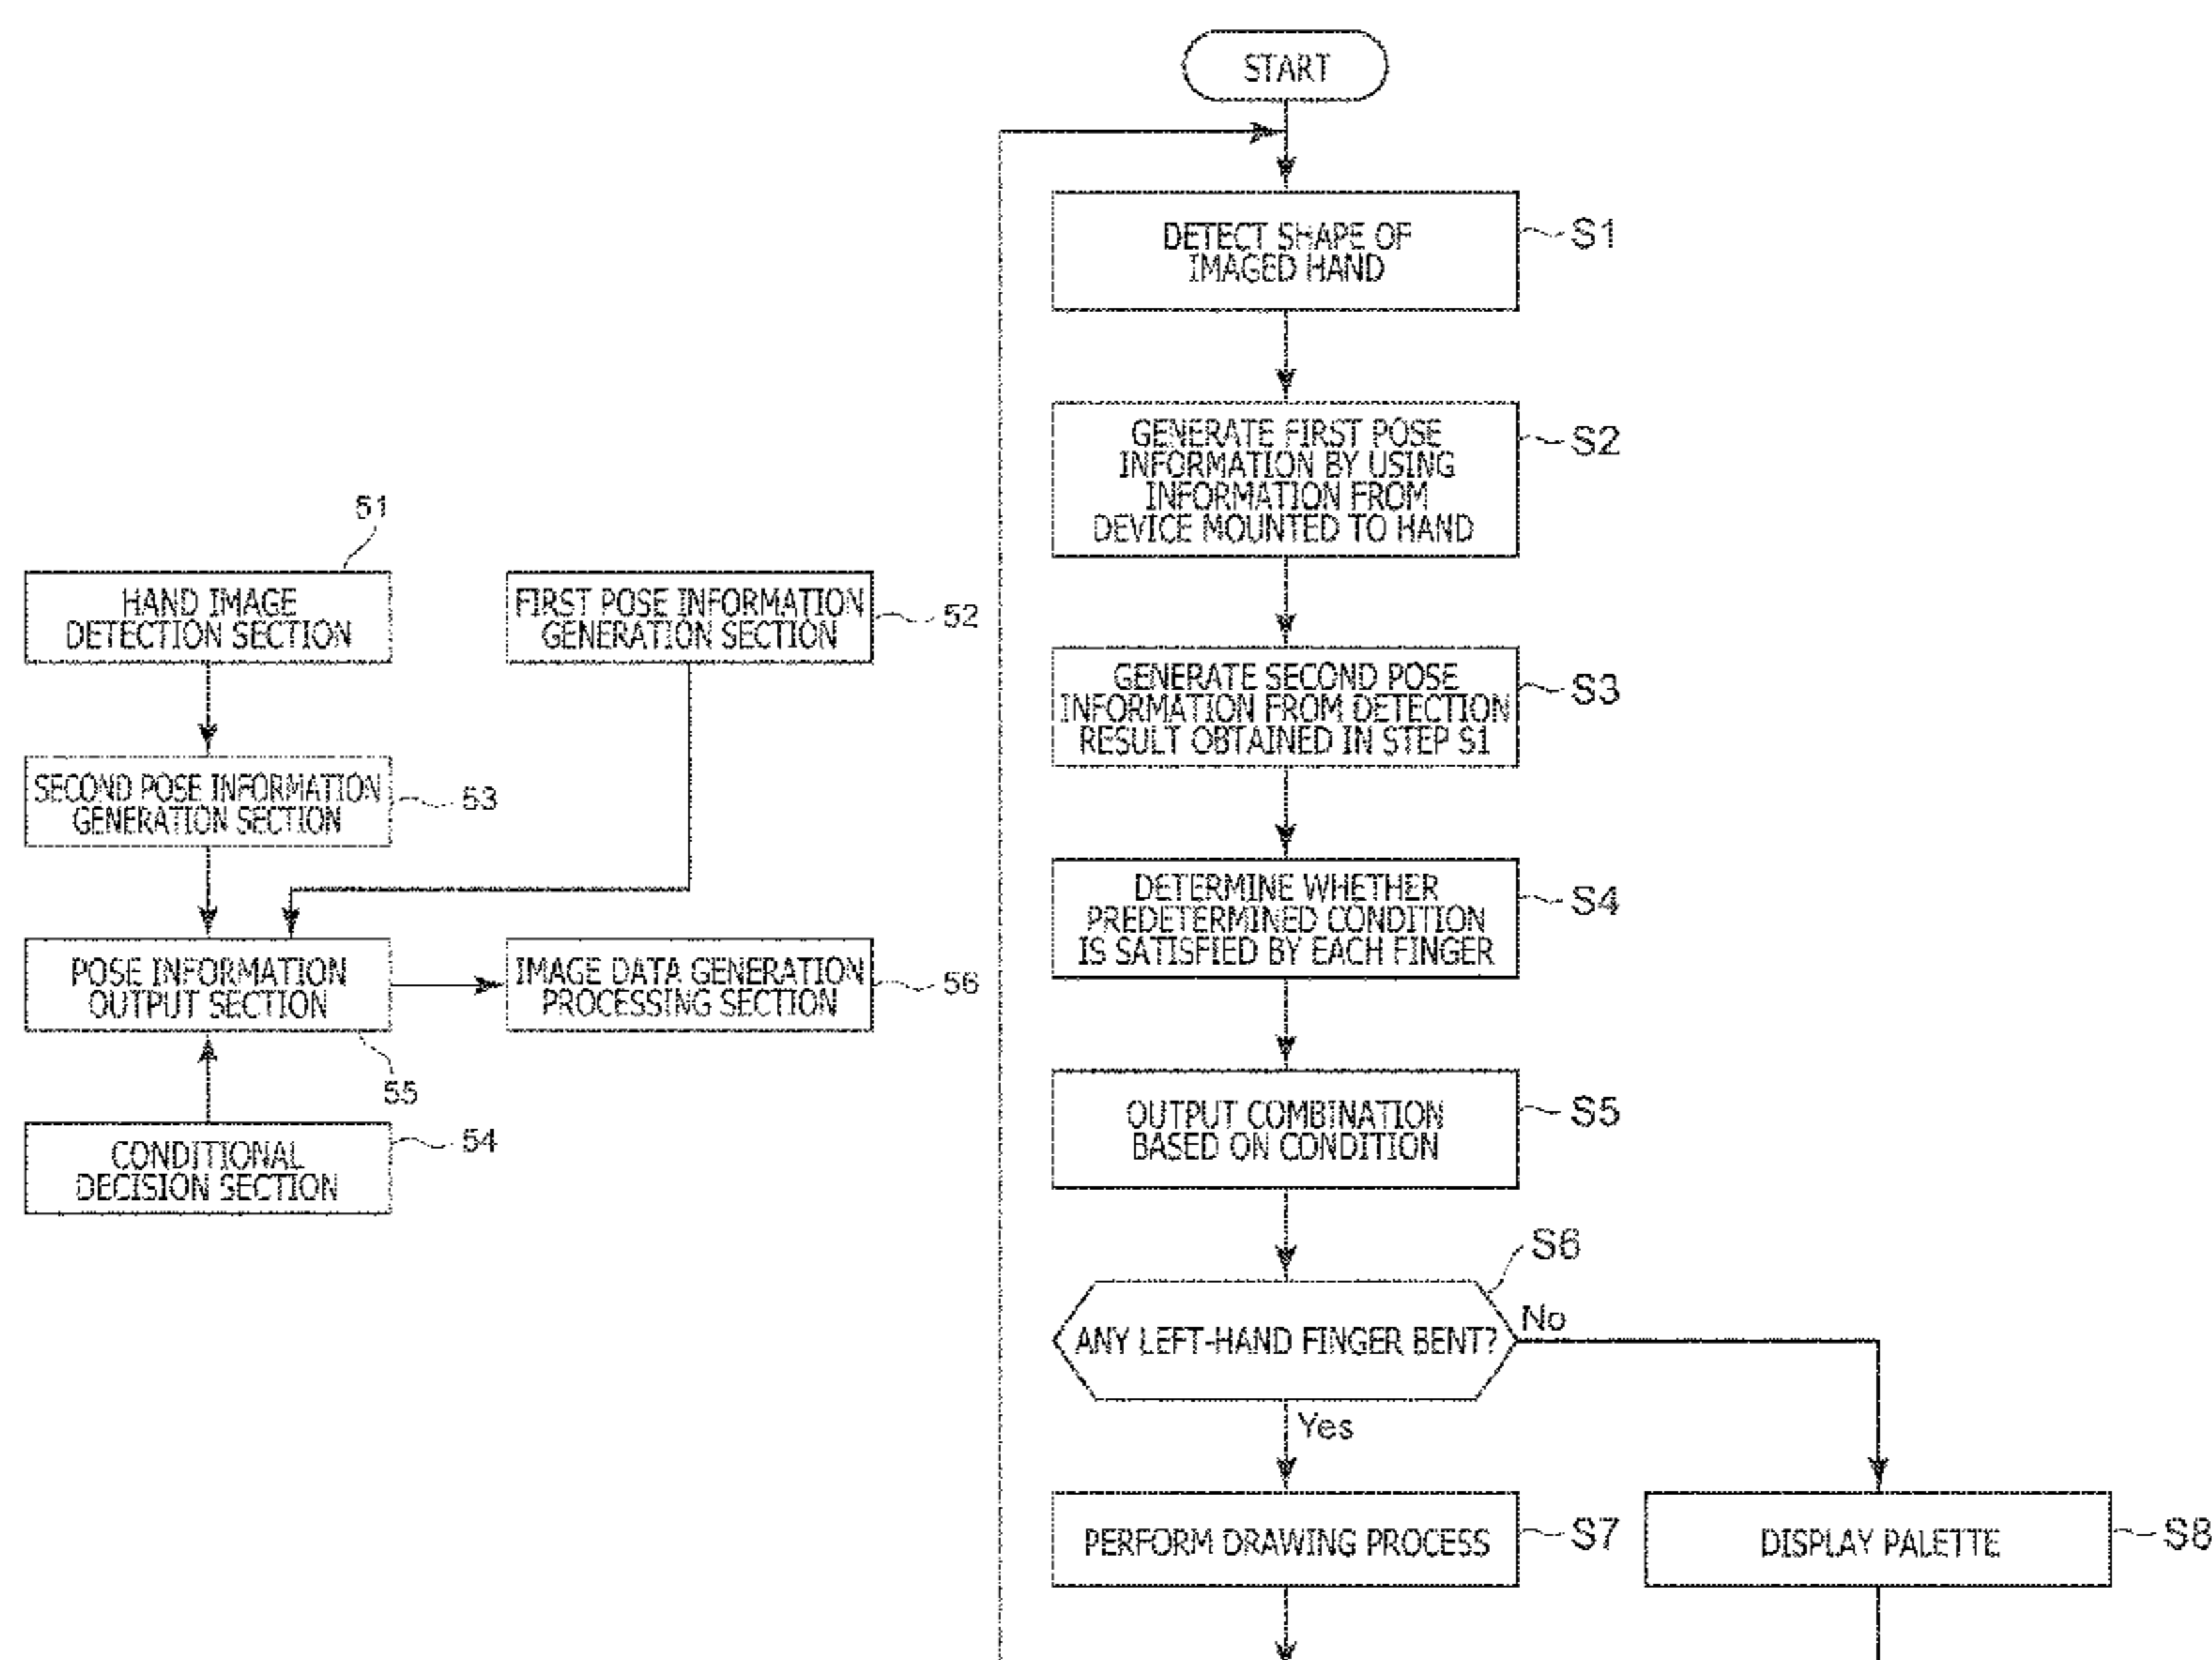 51
HAND IMAGE
DETECTION SECTION
FIRST POSE INFORMATION
GENERATION SECTION
52
SECOND POSE INFORMATION
GENERATION SECTION
53
POSE INFORMATION
OUTPUT SECTION
55
IMAGE DATA GENERATION
PROCESSING SECTION
56
CONDITIONAL
DECISION SECTION
54
START
DETECT SHAPE OF
IMAGED HAND
S1
GENERATE FIRST POSE
INFORMATION BY USING
INFORMATION FROM
DEVICE MOUNTED TO HAND
S2
GENERATE SECOND POSE
INFORMATION FROM DETECTION
RESULT OBTAINED IN STEP S1
S3
DETERMINE WHETHER
PREDETERMINED CONDITION
IS SATISFIED BY EACH FINGER
S4
OUTPUT COMBINATION
BASED ON CONDITION
S5
S6
ANY LEFT-HAND FINGER BENT?
No
Yes
PERFORM DRAWING PROCESS
S7
DISPLAY PALETTE
S8